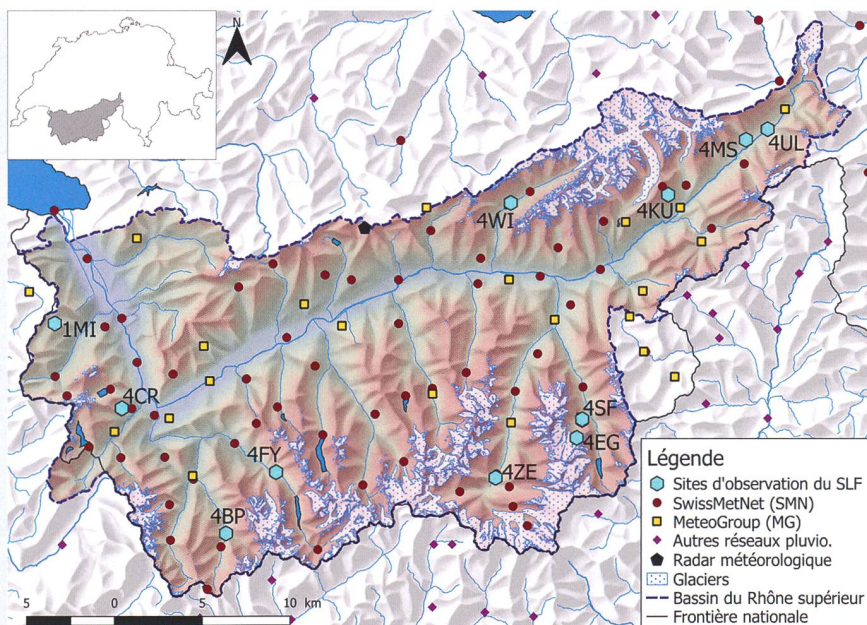 N
4MS
4UL
4WI
4KU
1MI
4CR
4SF
4EG
4FY
4ZE
4BP
Légende
Sites d'observation du SLF
SwissMetNet (SMN)
MeteoGroup (MG)
Autres réseaux pluvio.
Radar météorologique
Glaciers
Bassin du Rhône supérieur
Frontière nationale
5 0 5 10 km